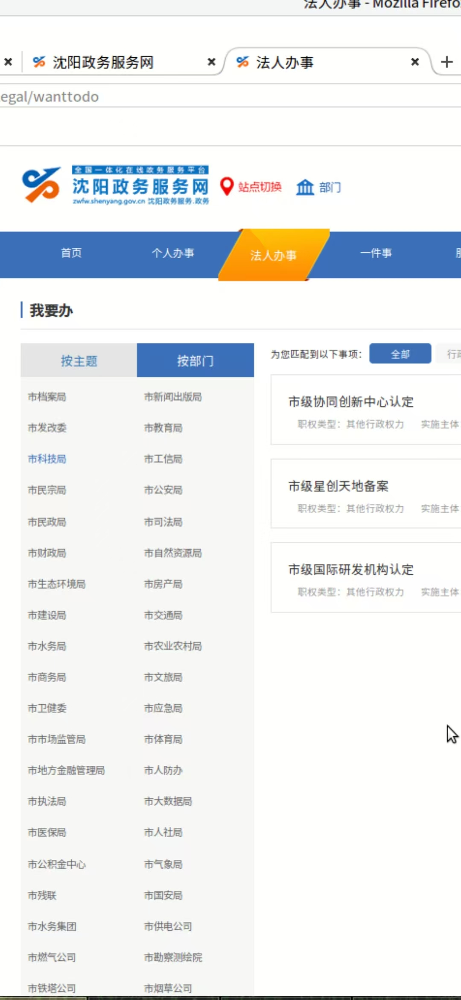 法人办事 - Mozilla Firefo
沈阳政务服务网
法人办事
egal/wanttodo
全国一体化在线政务服务平台
沈阳政务服务网
zwfw.shenyang.gov.cn 沈阳政务服务.政务
站点切换
部门
首页
个人办事
法人办事
一件事
我要办
按主题
按部门
为您匹配到以下事项：
全部
行政
市档案局
市新闻出版局
市发改委
市教育局
市科技局
市工信局
市民宗局
市公安局
市民政局
市司法局
市财政局
市自然资源局
市生态环境局
市房产局
市建设局
市交通局
市水务局
市农业农村局
市商务局
市文旅局
市卫健委
市应急局
市市场监管局
市体育局
市地方金融管理局
市人防办
市执法局
市大数据局
市医保局
市人社局
市公积金中心
市气象局
市残联
市国安局
市水务集团
市供电公司
市燃气公司
市勘察测绘院
市铁塔公司
市烟草公司
市级协同创新中心认定
职权类型：其他行政权力 实施主体
市级星创天地备案
职权类型：其他行政权力 实施主体
市级国际研发机构认定
职权类型：其他行政权力 实施主体